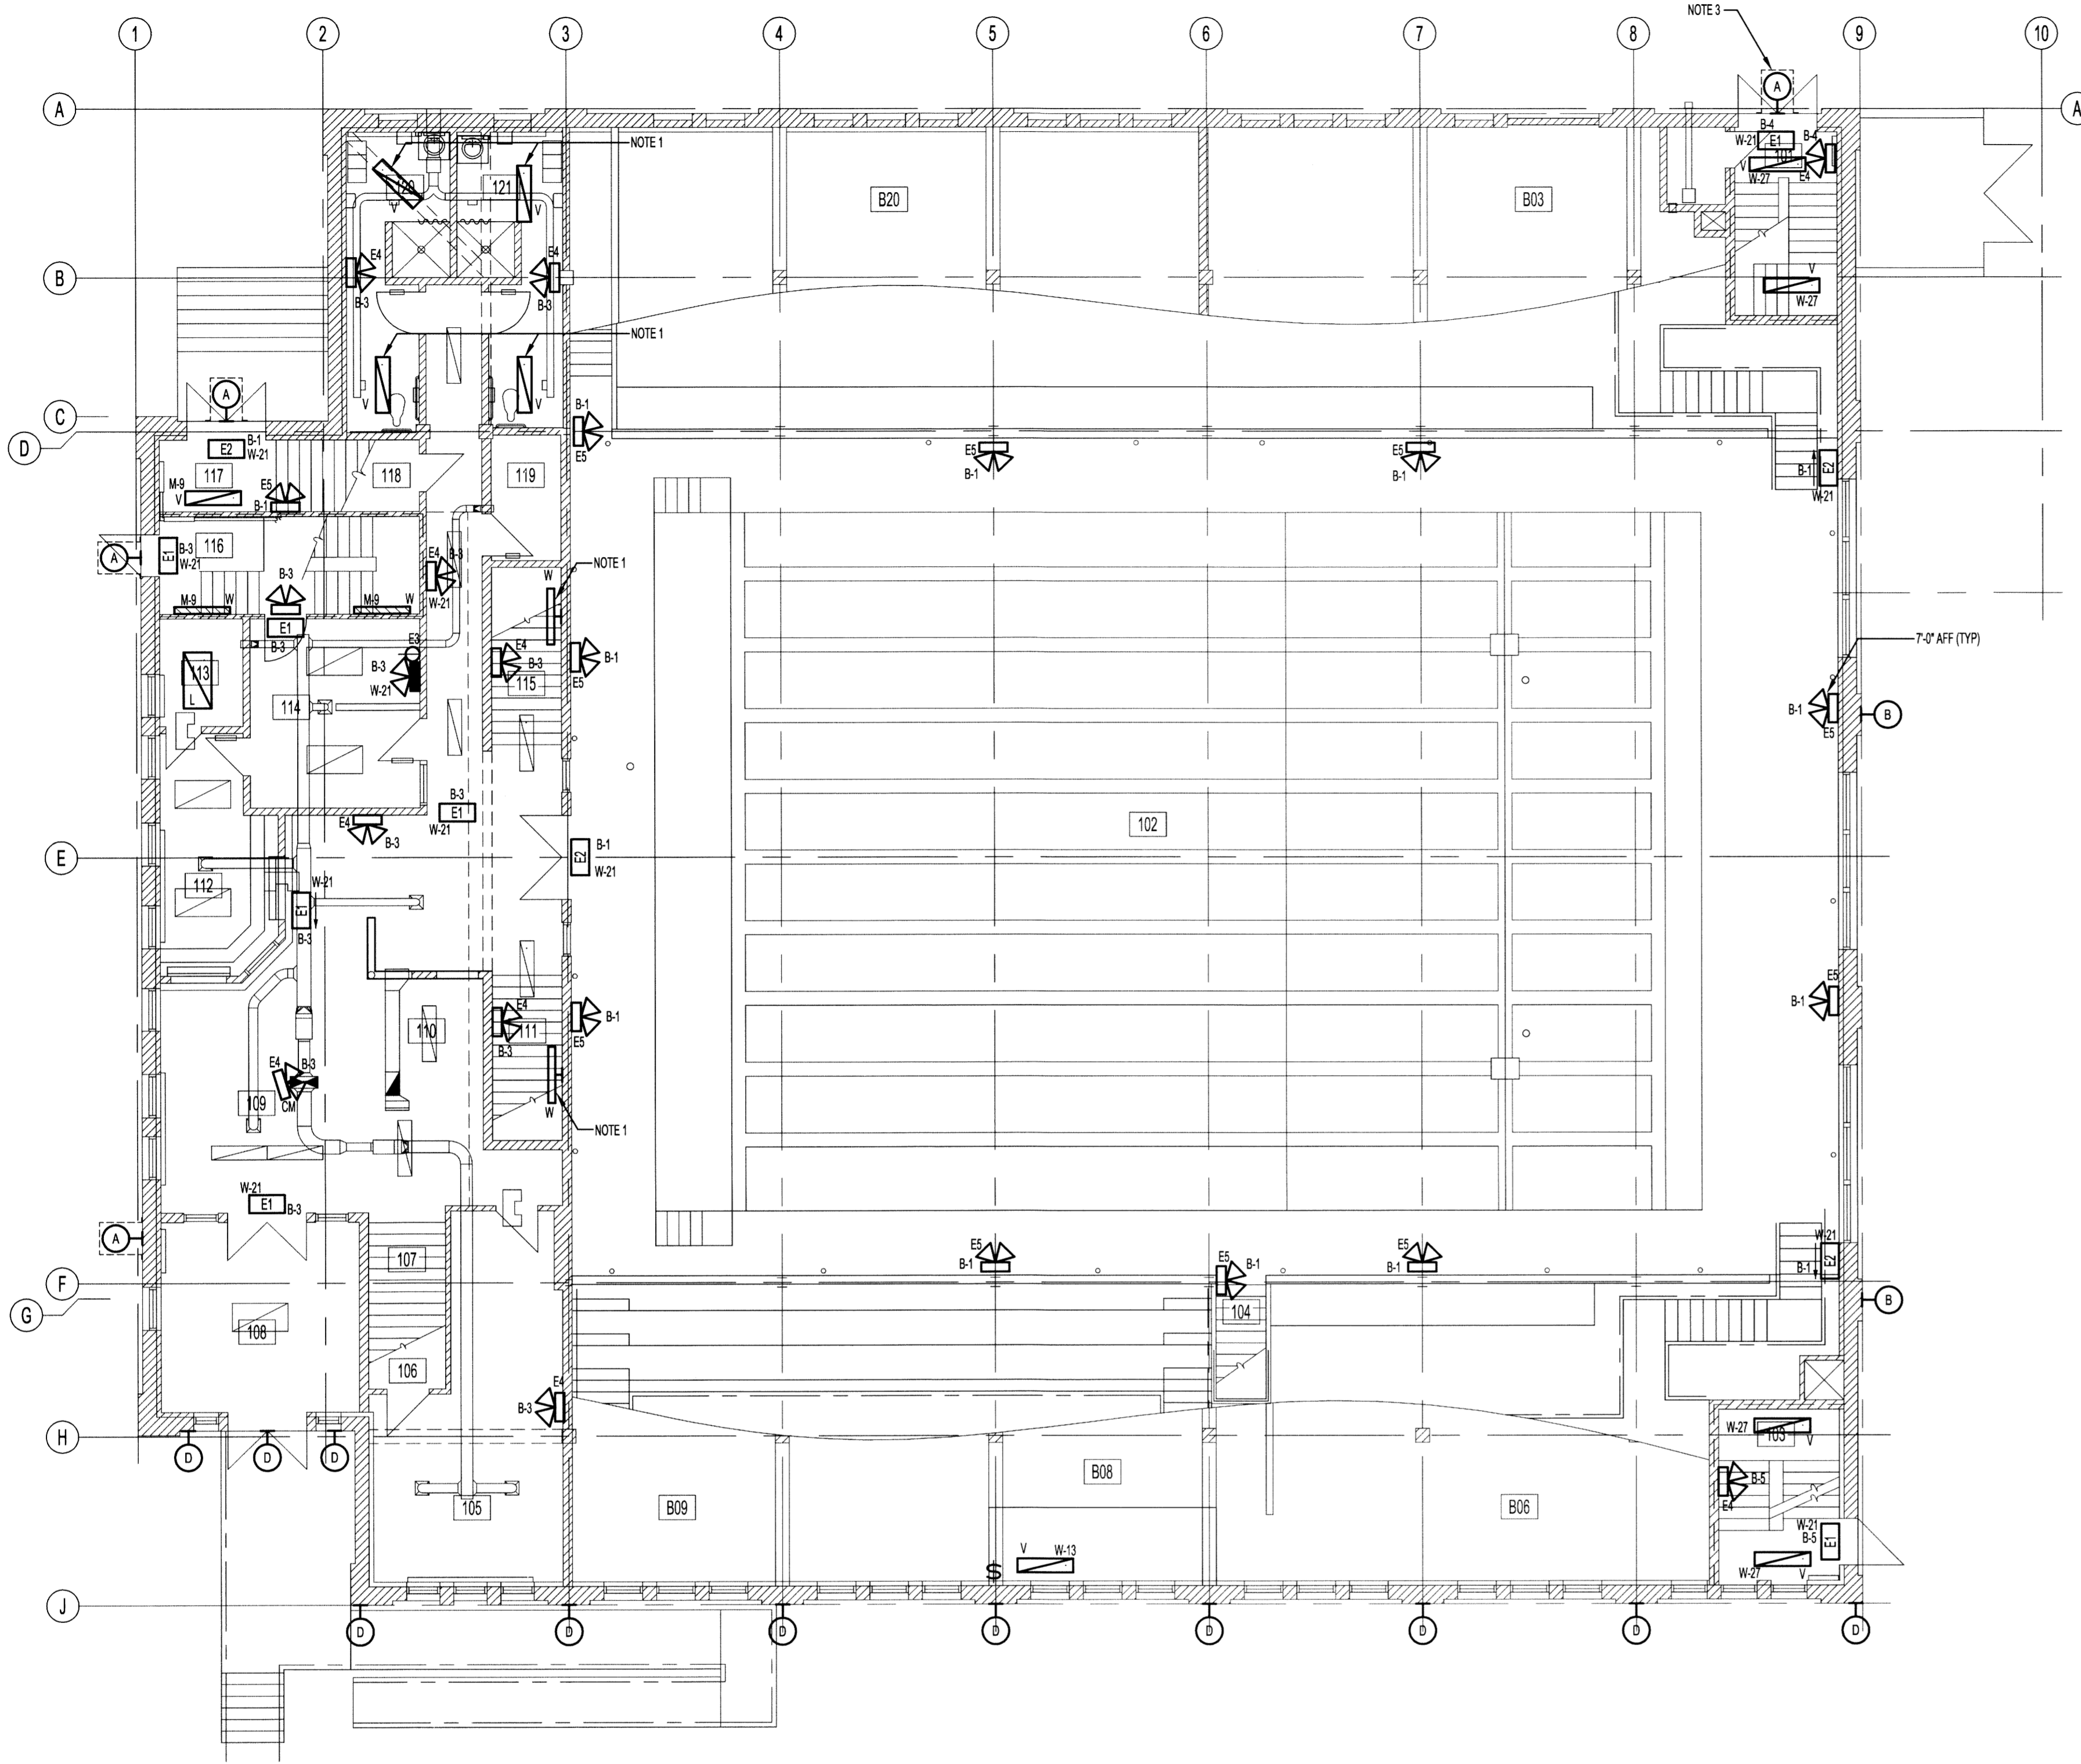 NOTE 3
1 2 3 4 5 6 7 8 9 10
A
A
A
B-4
W-21 E1 B-4
V 101
W-27 E4
NOTE 1
120 121
V V
B20 B03
E4 E4
B
B-3 B-3
V
W-27
NOTE 1
V V
A
C
D
B-1
E5
E5
B-1
E5
B-1
E2
B-1
W-21
E2 B-1
W-21
117 118 119
M-9
V
E5
B-1
116
A
E1
B-3
W-21
E4 B-3
W-21
B-3
W
NOTE 1
M-9 W M-9 W
E1
B-3
E3
B-3
W-21
E4
B-3
115
B-1
E5
7'-0" AFF (TYP)
113
L
114
B-1
E5
B
B-3
E1
W-21
E4
B-3
102
E
E2
B-1
W-21
112
W-21
E1
B-3
E5
B-1
110
E4
111
B-3
B-1
E5
E4 B-3
CM
109
W
NOTE 1
W-21
E1
B-3
A
E5
B-1
E5
B-1
E5
B-1
W-21
E2
B-1
107
F
G
104
B
108
106
E4
B-3
H
D D D
W-27 103
V
B08
B-5
E4
105
B09 B06
W-21
B-5
E1
V W-13
S
W-27 V
J
D D D D D D D D